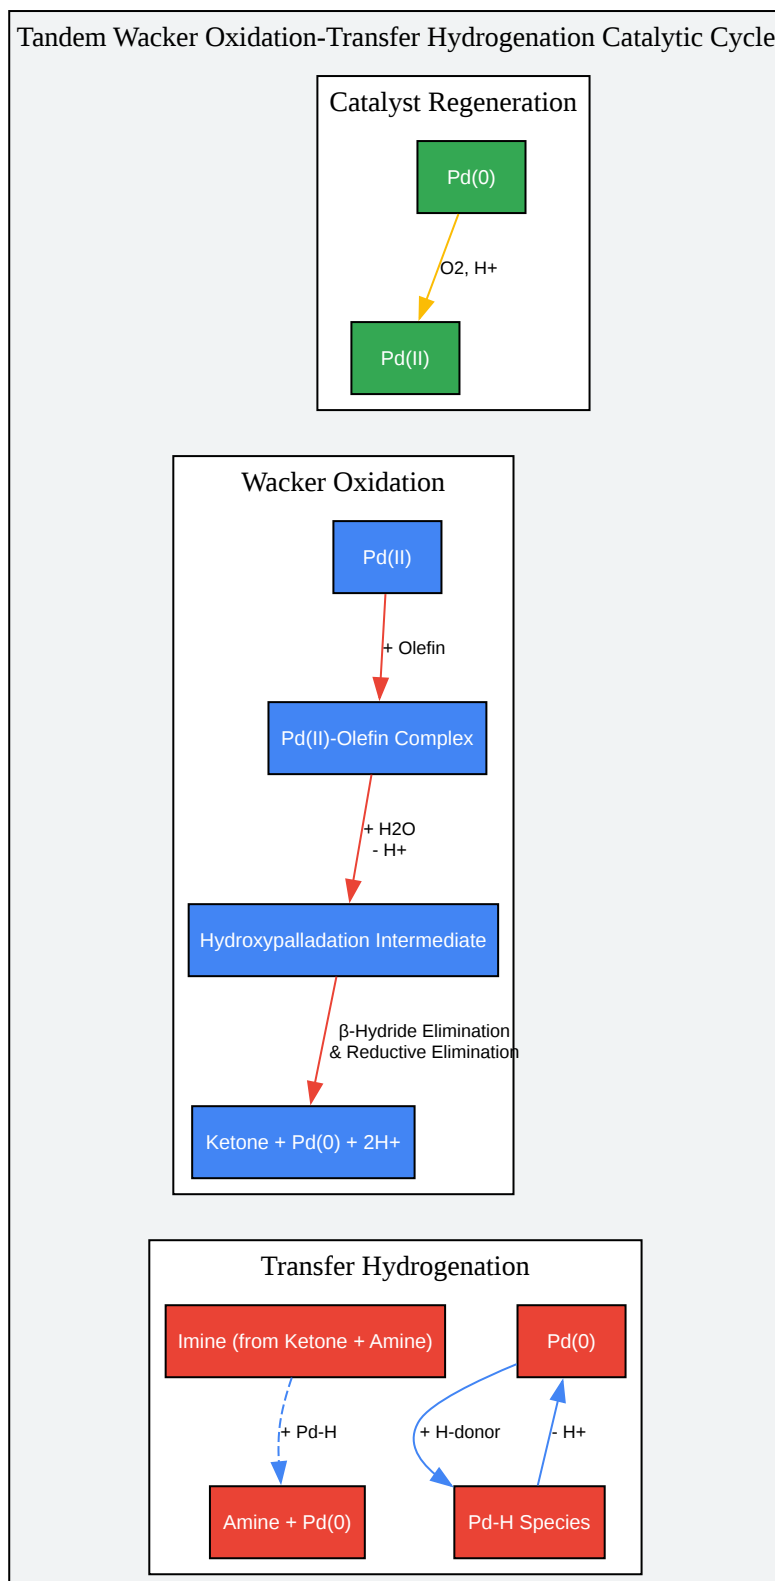 Tandem Wacker Oxidation-Transfer Hydrogenation Catalytic Cycle
Catalyst Regeneration
Pd(0)
O2, H+
Pd(II)
Wacker Oxidation
Pd(II)
+ Olefin
Pd(II)-Olefin Complex
+ H2O
- H+
Hydroxypalladation Intermediate
β-Hydride Elimination
& Reductive Elimination
Ketone + Pd(0) + 2H+
Transfer Hydrogenation
Imine (from Ketone + Amine)
Pd(0)
+ Pd-H
+ H-donor
- H+
Amine + Pd(0)
Pd-H Species